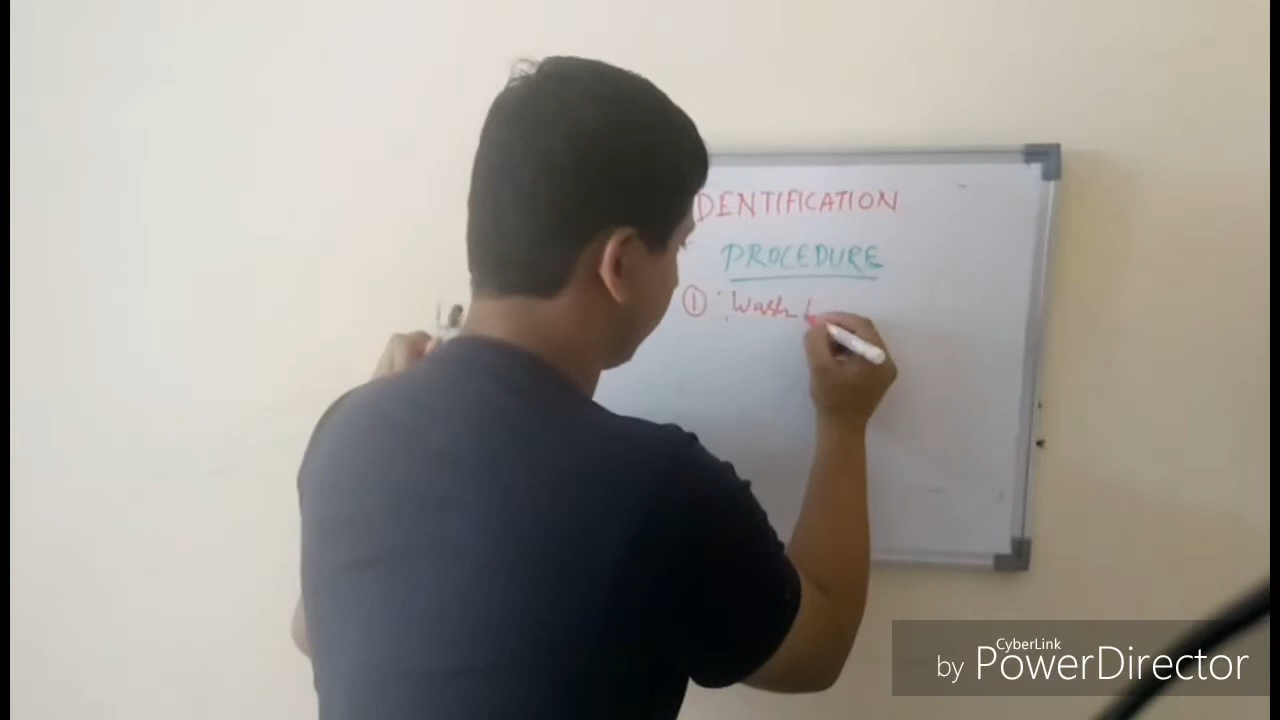 DENTIFICATION
PROCEDURE
① : Wash
CyberLink
by PowerDirector